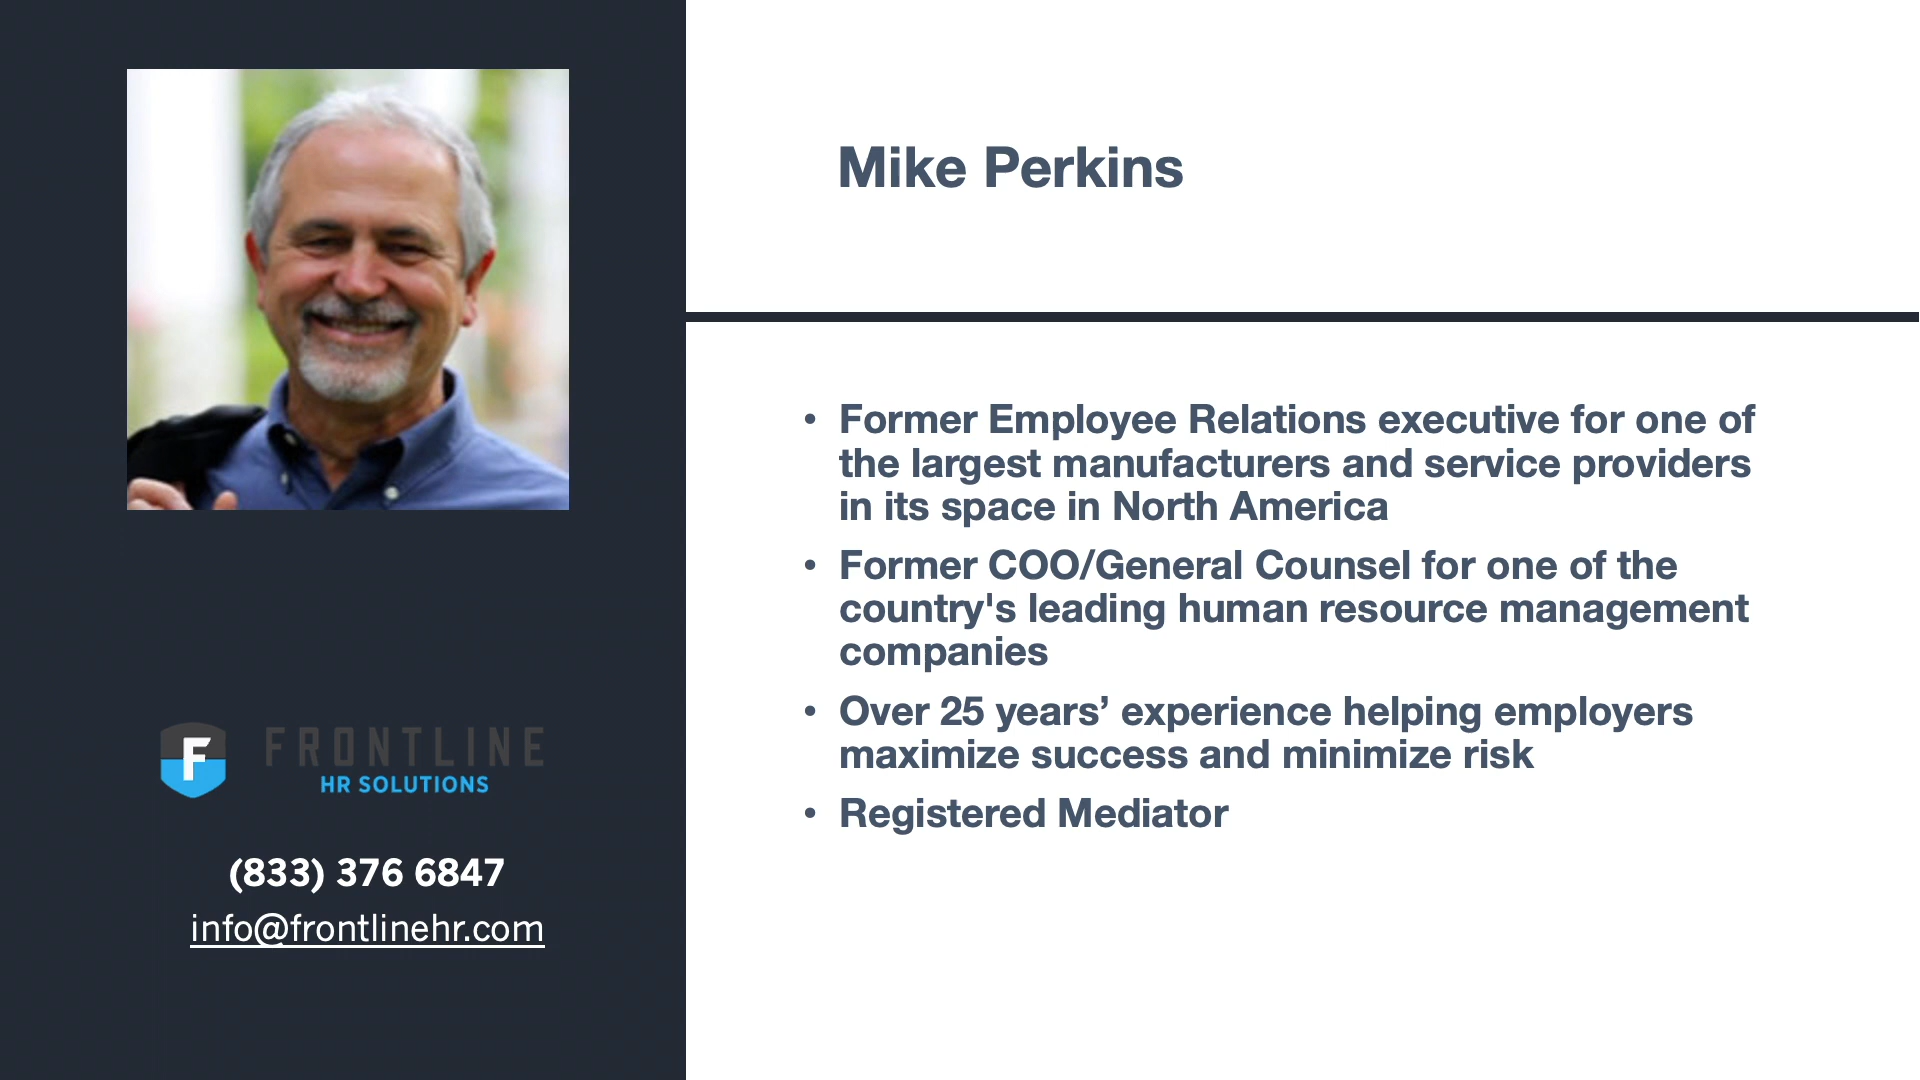 Mike Perkins
• Former Employee Relations executive for one of
the largest manufacturers and service providers
in its space in North America
• Former COO/General Counsel for one of the
country's leading human resource management
companies
• Over 25 years’ experience helping employers
maximize success and minimize risk
• Registered Mediator
F FRONTLINE
HR SOLUTIONS
(833) 376 6847
info@frontlinehr.com